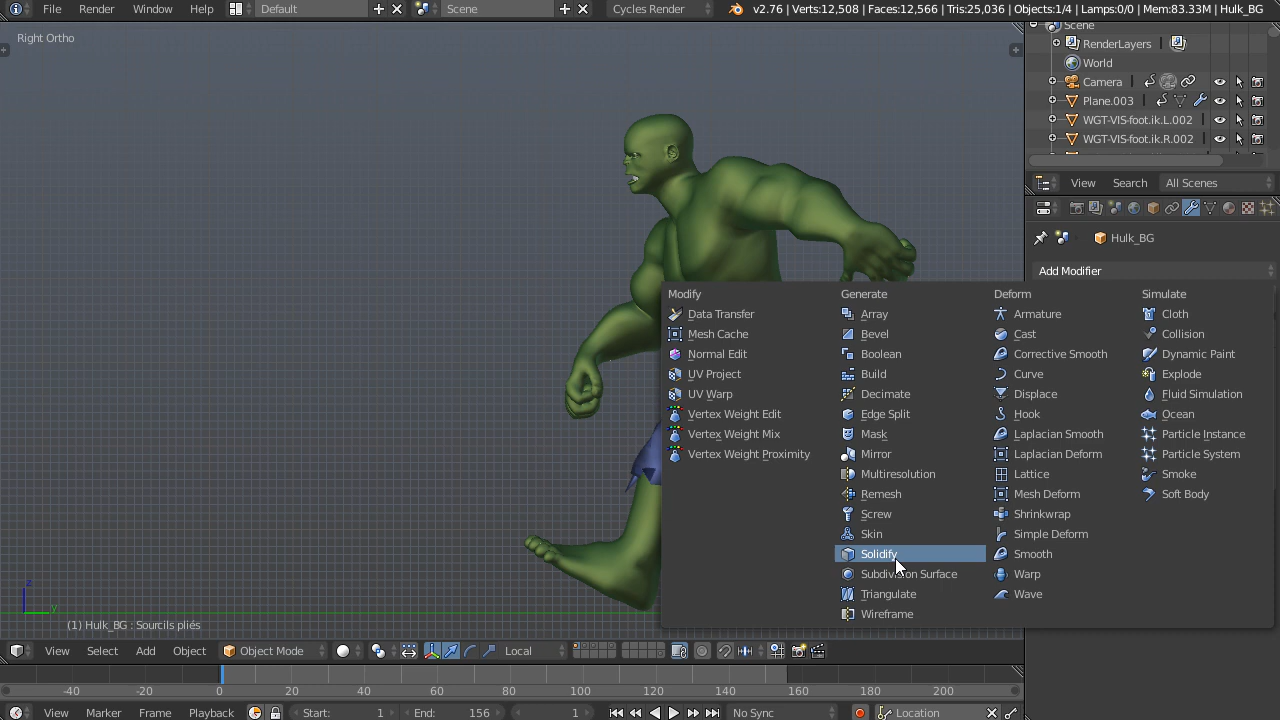 File Render Window Help Default Scene Cycles Render v2.76 | Verts:12,508 | Faces:12,566 | Tris:25,036 | Objects:1/4 | Lamps:0/0 | Mem:83.33M | Hulk_BG
Right Ortho
Scene
RenderLayers
World
Camera
Plane.003
WGT-VIS-foot.ik.L.002
WGT-VIS-foot.ik.R.002
View Search All Scenes
Hulk_BG
Add Modifier
Modify
Data Transfer
Mesh Cache
Normal Edit
UV Project
UV Warp
Vertex Weight Edit
Vertex Weight Mix
Vertex Weight Proximity
Generate
Array
Bevel
Boolean
Build
Decimate
Edge Split
Mask
Mirror
Multiresolution
Remesh
Screw
Skin
Solidify
Subdivision Surface
Triangulate
Wireframe
Deform
Armature
Cast
Corrective Smooth
Curve
Displace
Hook
Laplacian Smooth
Laplacian Deform
Lattice
Mesh Deform
Shrinkwrap
Simple Deform
Smooth
Warp
Wave
Simulate
Cloth
Collision
Dynamic Paint
Explode
Fluid Simulation
Ocean
Particle Instance
Particle System
Smoke
Soft Body
z
y
(1) Hulk_BG : Sourcils pliés
View Select Add Object Object Mode Local
-40 -20 0 20 40 60 80 100 120 140 160 180 200
View Marker Frame Playback Start: 1 End: 156 1 No Sync Location